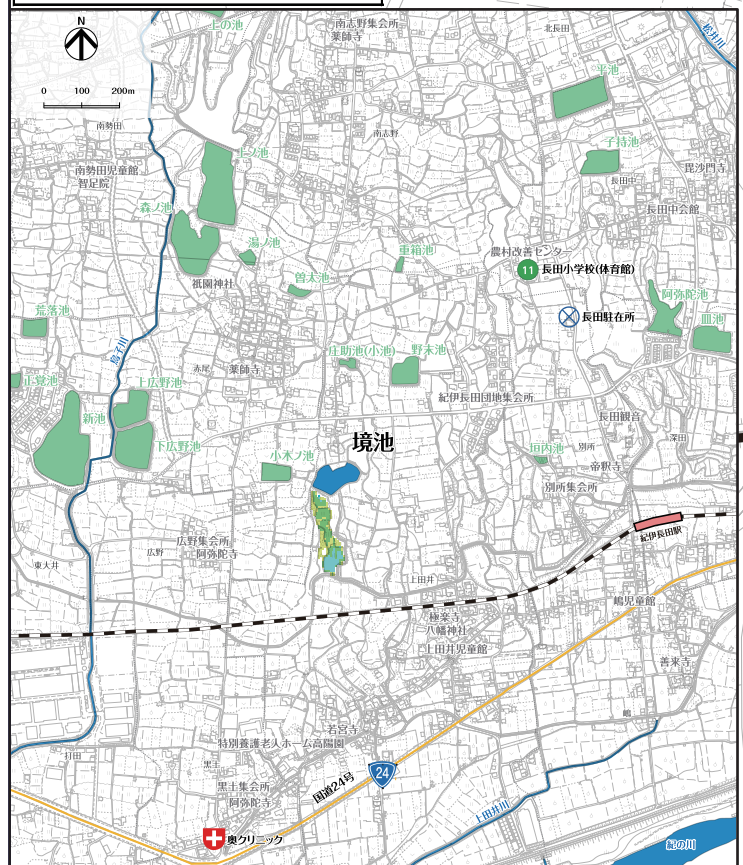 N
0 100 200m
上の池
南志野集会所
薬師寺
北長田
松井川
平池
南勢田
南志野
子持池
長田中
毘沙門寺
南勢田児童館
智足院
上ノ池
森ノ池
長田中会館
湯ノ池
重箱池
農村改善センター
11
長田小学校(体育館)
曽太池
祇園神社
阿弥陀池
皿池
荒落池
長田駐在所
庄助池(小池)
野末池
赤尾
薬師寺
正覚池
上広野池
紀伊長田団地集会所
新池
長田観音
境池
下広野池
小木ノ池
垣内池
別所
深田
帝釈寺
別所集会所
広野集会所
阿弥陀寺
広野
紀伊長田駅
東大井
上田井
嶋児童館
極楽寺
八幡神社
上田井児童館
善来寺
嶋
若宮寺
特別養護老人ホーム高陽園
打田
黒土
国道24号
24
黒土集会所
阿弥陀寺
上田井川
奥クリニック
紀の川